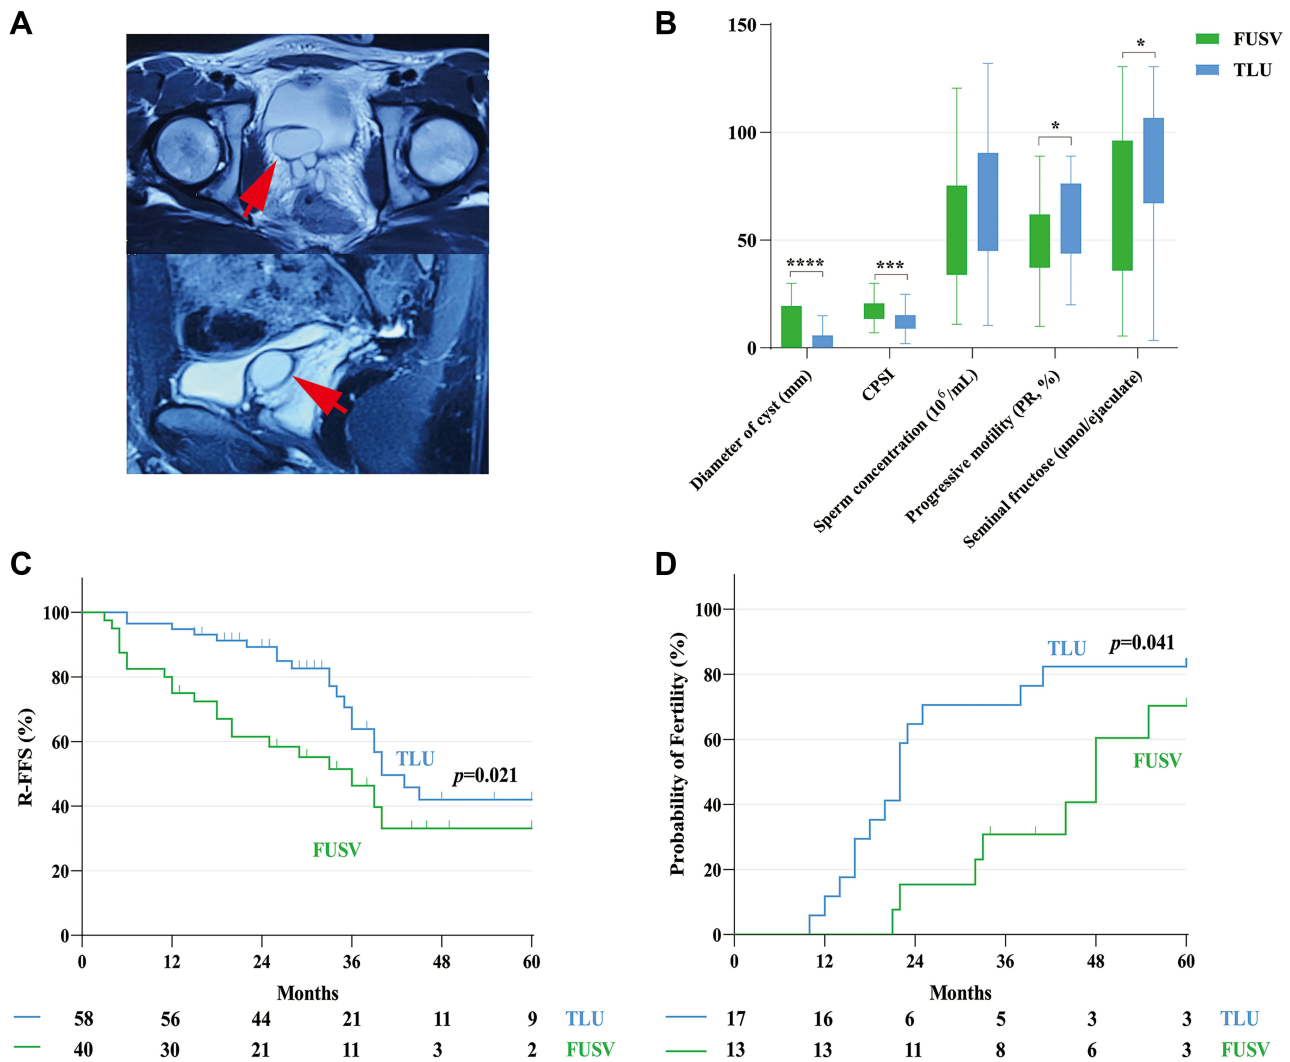 A
B
150
100
50
0
****
***
*
*
FUSV
TLU
Diameter of cyst (mm)
CPSI
Sperm concentration (10⁶/mL)
Progressive motility (PR, %)
Seminal fructose (μmol/ejaculate)
C
R-FFS (%)
100
80
60
40
20
0
TLU
p=0.021
FUSV
0 12 24 36 48 60
Months
58 56 44 21 11 9 TLU
40 30 21 11 3 2 FUSV
D
Probability of Fertility (%)
100
80
60
40
20
0
TLU
p=0.041
FUSV
0 12 24 36 48 60
Months
17 16 6 5 3 3 TLU
13 13 11 8 6 3 FUSV